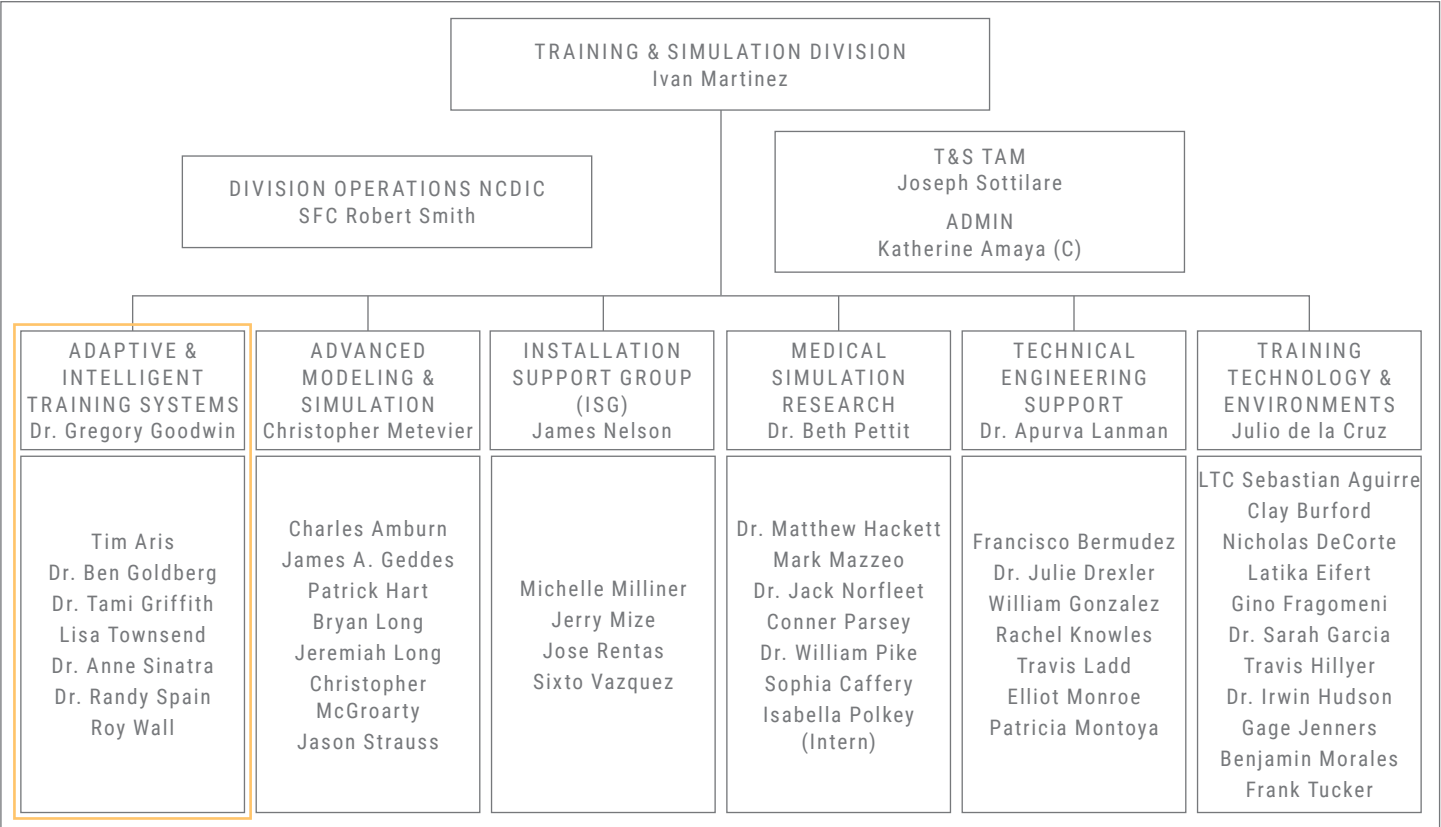 TRAINING & SIMULATION DIVISION
Ivan Martinez
DIVISION OPERATIONS NCDIC
SFC Robert Smith
T&S TAM
Joseph Sottilare
ADMIN
Katherine Amaya (C)
ADAPTIVE &
INTELLIGENT
TRAINING SYSTEMS
Dr. Gregory Goodwin
Tim Aris
Dr. Ben Goldberg
Dr. Tami Griffith
Lisa Townsend
Dr. Anne Sinatra
Dr. Randy Spain
Roy Wall
ADVANCED
MODELING &
SIMULATION
Christopher Metevier
Charles Amburn
James A. Geddes
Patrick Hart
Bryan Long
Jeremiah Long
Christopher
McGroarty
Jason Strauss
INSTALLATION
SUPPORT GROUP
(ISG)
James Nelson
Michelle Milliner
Jerry Mize
Jose Rentas
Sixto Vazquez
MEDICAL
SIMULATION
RESEARCH
Dr. Beth Pettit
Dr. Matthew Hackett
Mark Mazzeo
Dr. Jack Norfleet
Conner Parsey
Dr. William Pike
Sophia Caffery
Isabella Polkey
(Intern)
TECHNICAL
ENGINEERING
SUPPORT
Dr. Apurva Lanman
Francisco Bermudez
Dr. Julie Drexler
William Gonzalez
Rachel Knowles
Travis Ladd
Elliot Monroe
Patricia Montoya
TRAINING
TECHNOLOGY &
ENVIRONMENTS
Julio de la Cruz
LTC Sebastian Aguirre
Clay Burford
Nicholas DeCorte
Latika Eifert
Gino Fragomeni
Dr. Sarah Garcia
Travis Hillyer
Dr. Irwin Hudson
Gage Jenners
Benjamin Morales
Frank Tucker